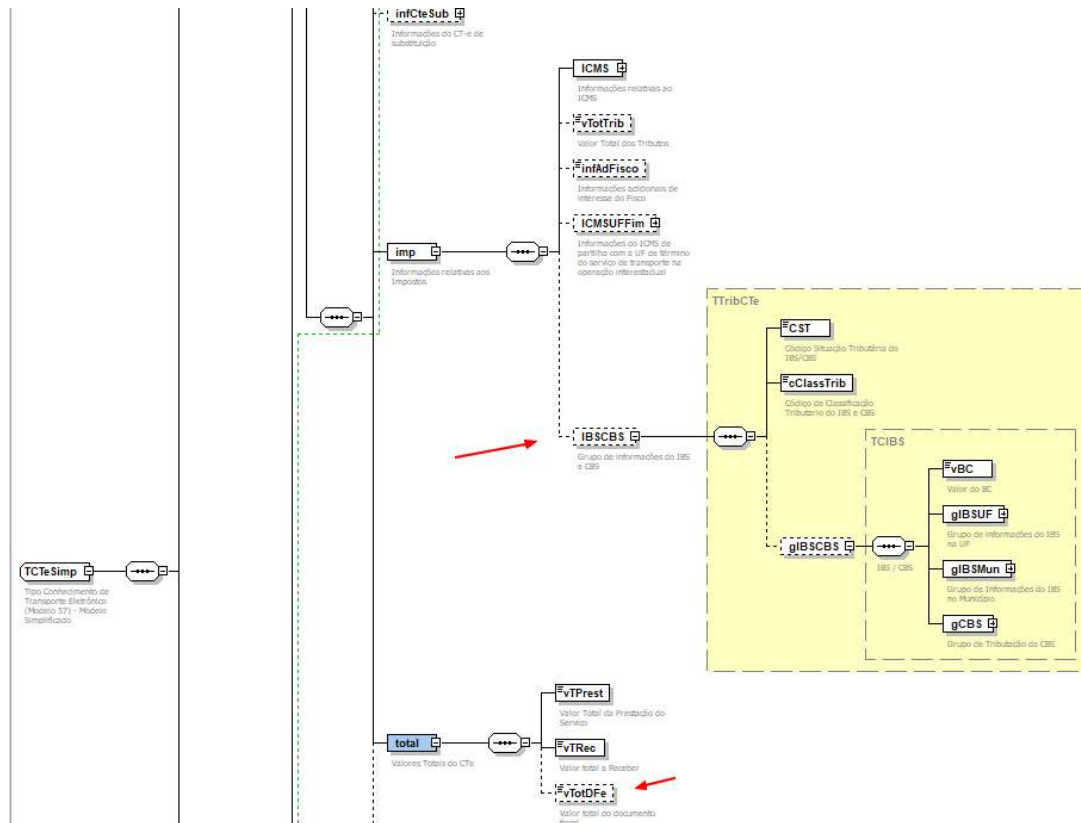 infCteSub
Informações do CT-e de
substituição
ICMS
Informações relativas ao
ICMS
vTotTrib
Valor Total dos Tributos
infAdFisco
Informações adicionais de
interesse do Fisco
ICMSUFFim
Informações do ICMS de
partilha com a UF de término
do serviço de transporte na
operação interestadual
imp
Informações relativas aos
Impostos
TTribCTe
CST
Código Situação Tributária do
IBS/CBS
cClassTrib
Código de Classificação
Tributaria do IBS e CBS
IBSCBS
Grupo de informações do IBS
e CBS
TCIBS
vBC
Valor do BC
gIBSUF
Grupo de Informações do IBS
na UF
gIBSCBS
IBS / CBS
gIBSMun
Grupo de Informações do IBS
no Município
gCBS
Grupo de Tributação da CBS
TCTeSimp
Tipo Conhecimento de
Transporte Eletrônico
(Modelo 57) - Modelo
Simplificado
vTPrest
Valor Total da Prestação do
Serviço
total
Valores Totais do CTe
vTRec
Valor total a Receber
vTotDFe
Valor total do documento
fiscal